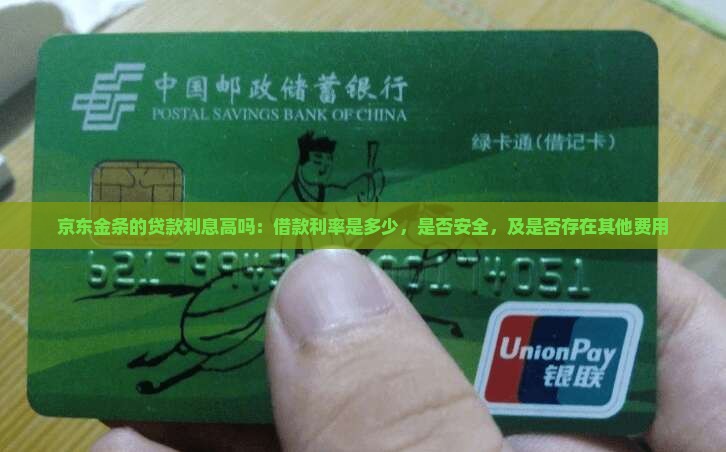 中国邮政储蓄银行
POSTAL SAVINGS BANK OF CHINA
绿卡通(借记卡)
京东金条的贷款利息高吗：借款利率是多少，是否安全，及是否存在其他费用
UnionPay
银联